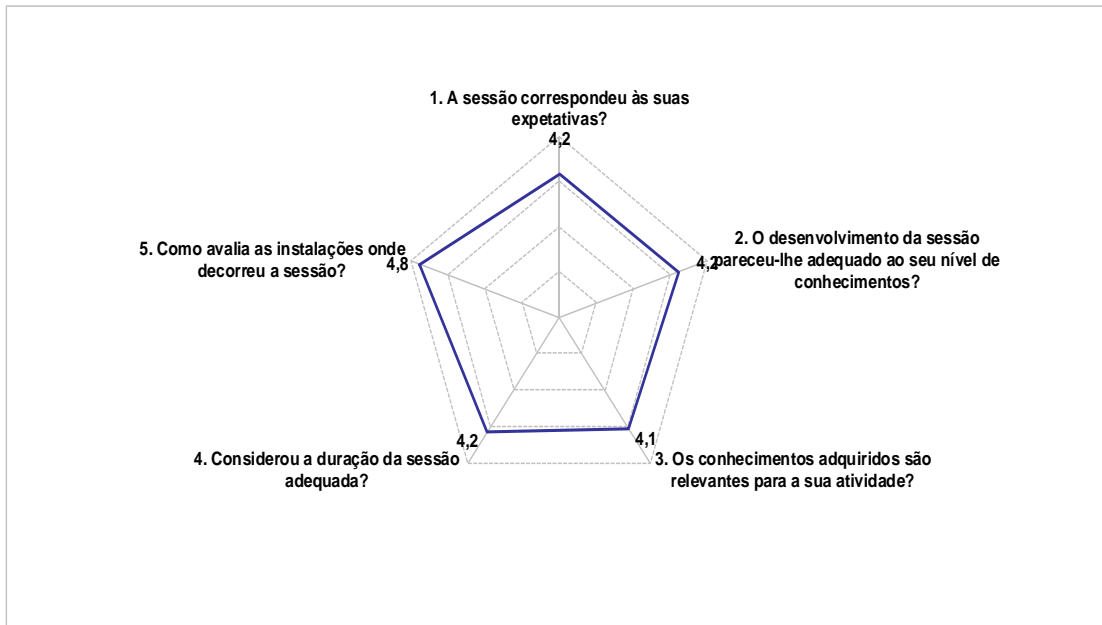 1. A sessão correspondeu às suas
expetativas?
4,2
2. O desenvolvimento da sessão
4,2
pareceu-lhe adequado ao seu nível de
conhecimentos?
4,1
3. Os conhecimentos adquiridos são
relevantes para a sua atividade?
4,2
4. Considerou a duração da sessão
adequada?
5. Como avalia as instalações onde
decorreu a sessão?
4,8